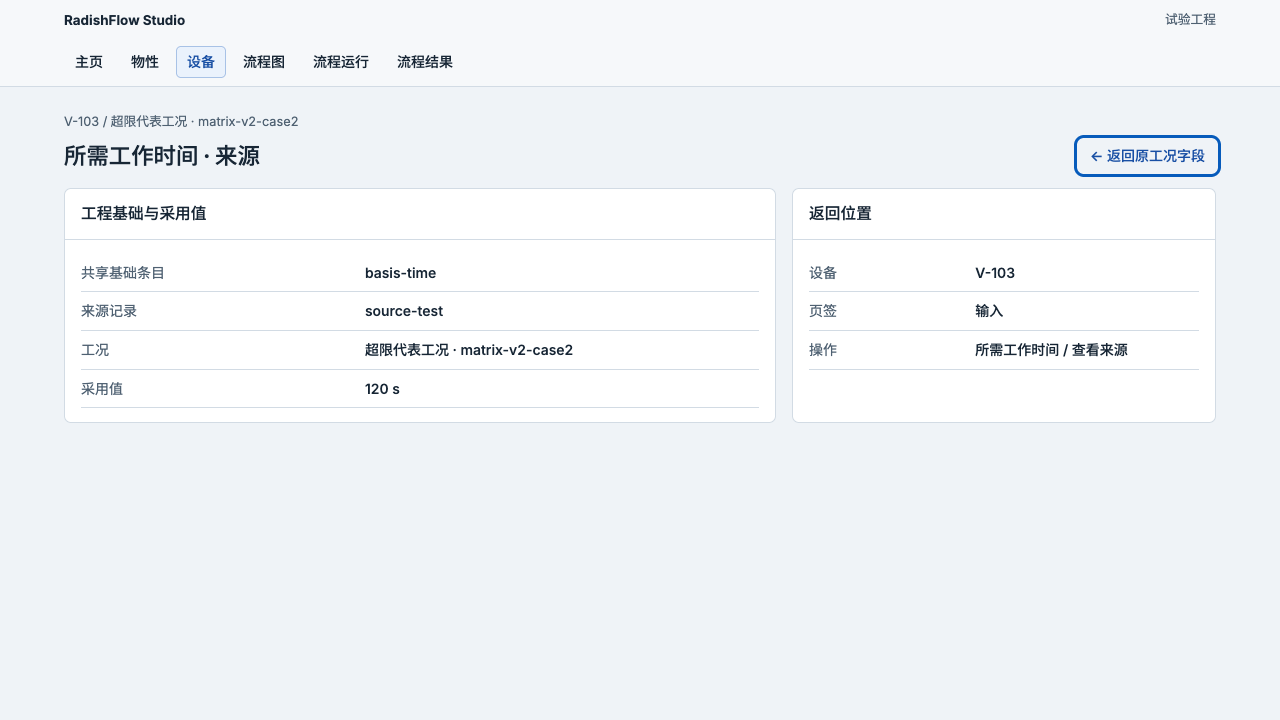 RadishFlow Studio
试验工程
主页 物性 设备 流程图 流程运行 流程结果
V-103 / 超限代表工况 · matrix-v2-case2
所需工作时间 · 来源
← 返回原工况字段
工程基础与采用值
共享基础条目 basis-time
来源记录 source-test
工况 超限代表工况 · matrix-v2-case2
采用值 120 s
返回位置
设备 V-103
页签 输入
操作 所需工作时间 / 查看来源